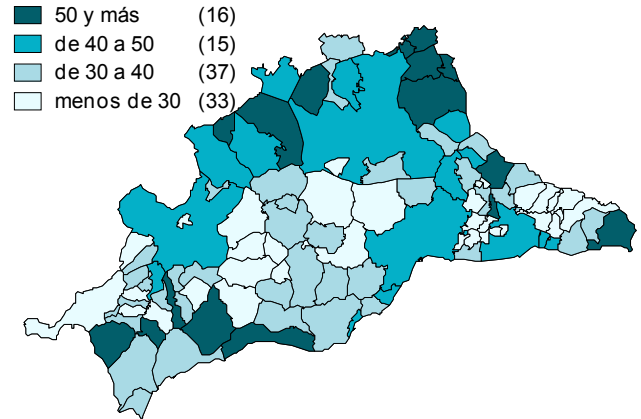 50 y más (16)
de 40 a 50 (15)
de 30 a 40 (37)
menos de 30 (33)